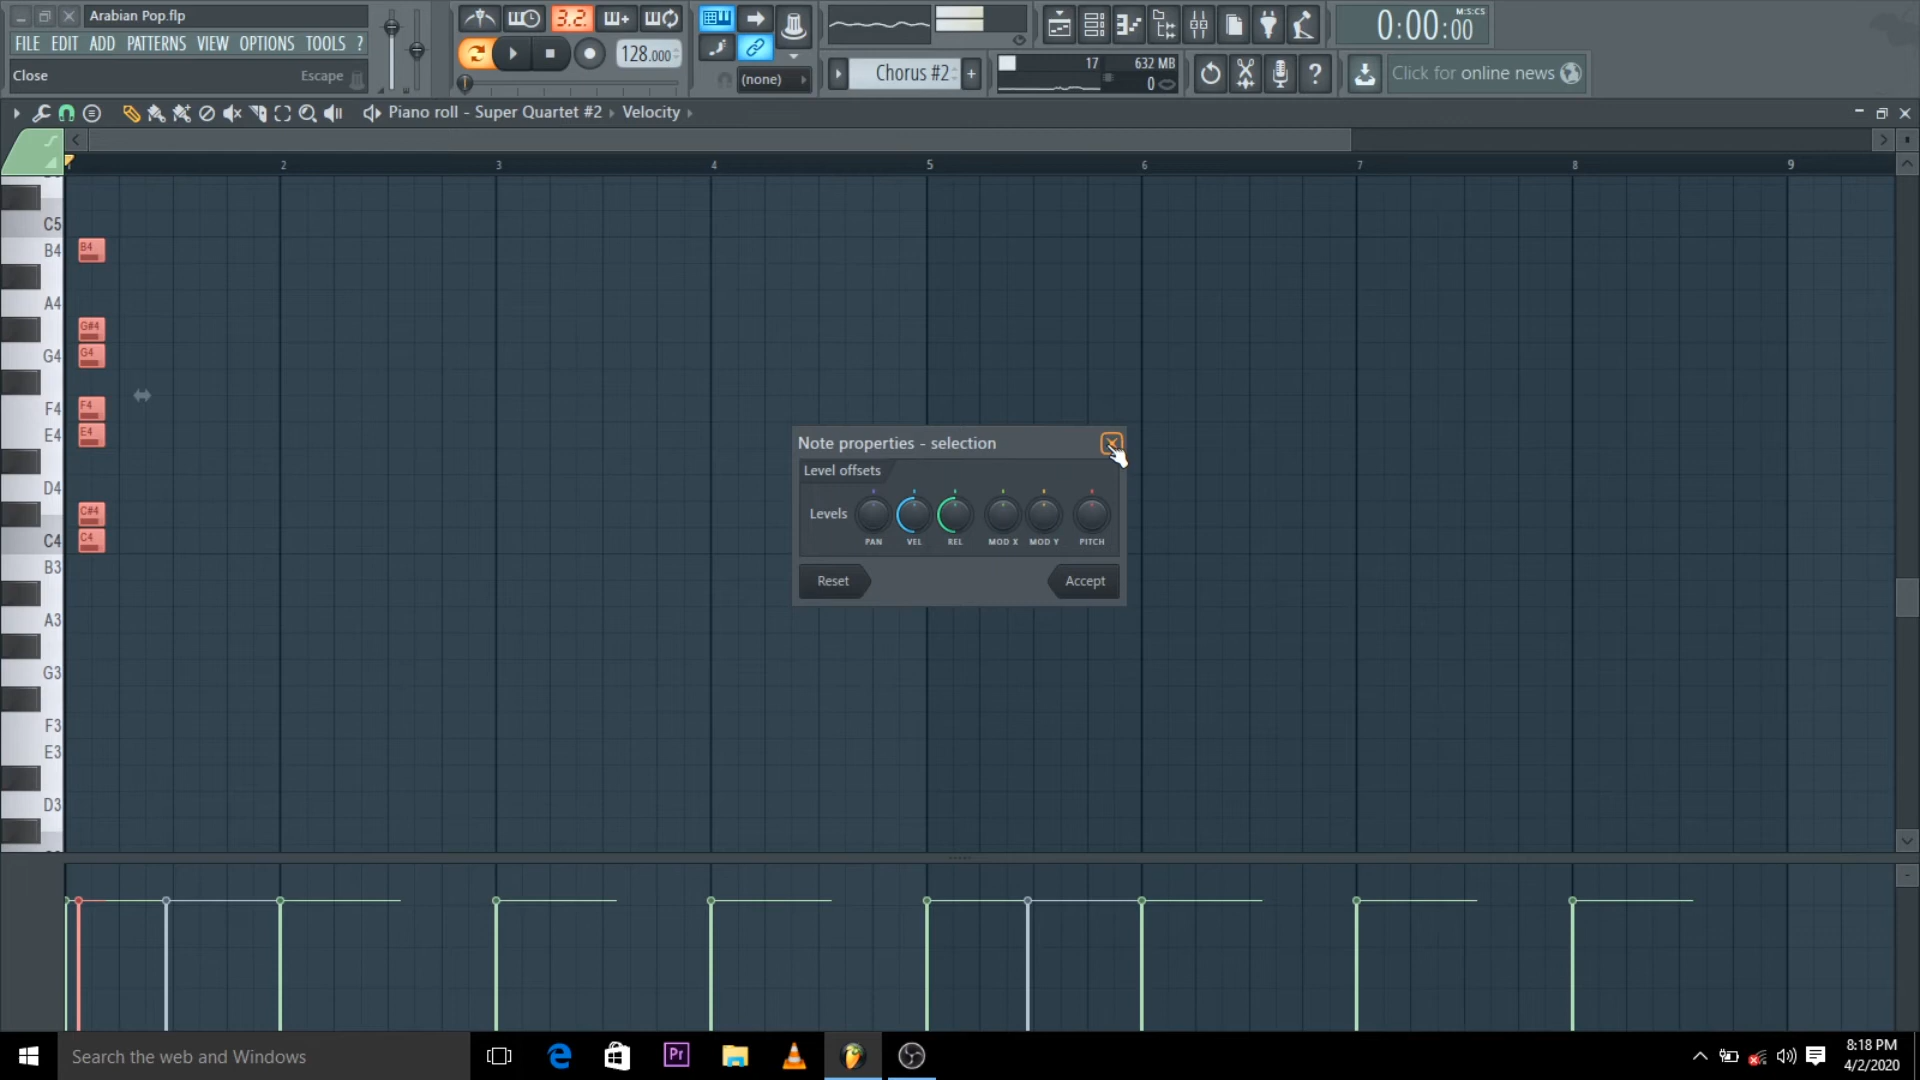 Arabian Pop.flp
FILE EDIT ADD PATTERNS VIEW OPTIONS TOOLS ?
Close Escape
3.2.
128.000
(none)
Chorus #2
17 632 MB
0
M:S:CS
0:00:00
Click for online news
Piano roll - Super Quartet #2 Velocity
2 3 4 5 6 7 8 9
C5
B4 B4
A4
G#4
G4 G4
F4 F4
E4 E4
D4
C#4
C4 C4
B3
A3
G3
F3
E3
D3
Note properties - selection
Level offsets
Levels
PAN VEL REL MOD X MOD Y PITCH
Reset Accept
Search the web and Windows
Pr
8:18 PM
4/2/2020